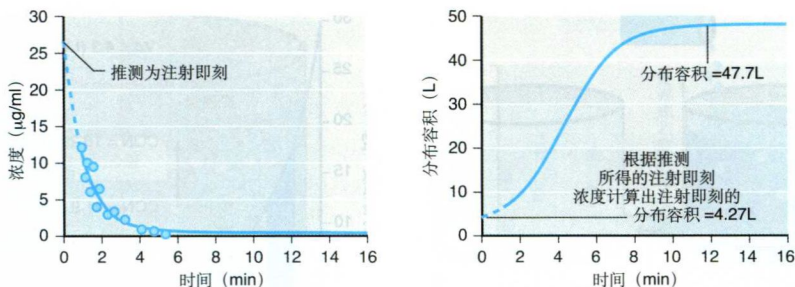 30
25
20
15
10
5
0
浓度（μg/ml）
推测为注射即刻
0 2 4 6 8 10 12 14 16
时间（min）
50
40
30
20
10
0
分布容积（L）
分布容积 =47.7L
根据推测
所得的注射即刻
浓度计算出注射即刻的
分布容积 =4.27L
0 2 4 6 8 10 12 14 16
时间（min）